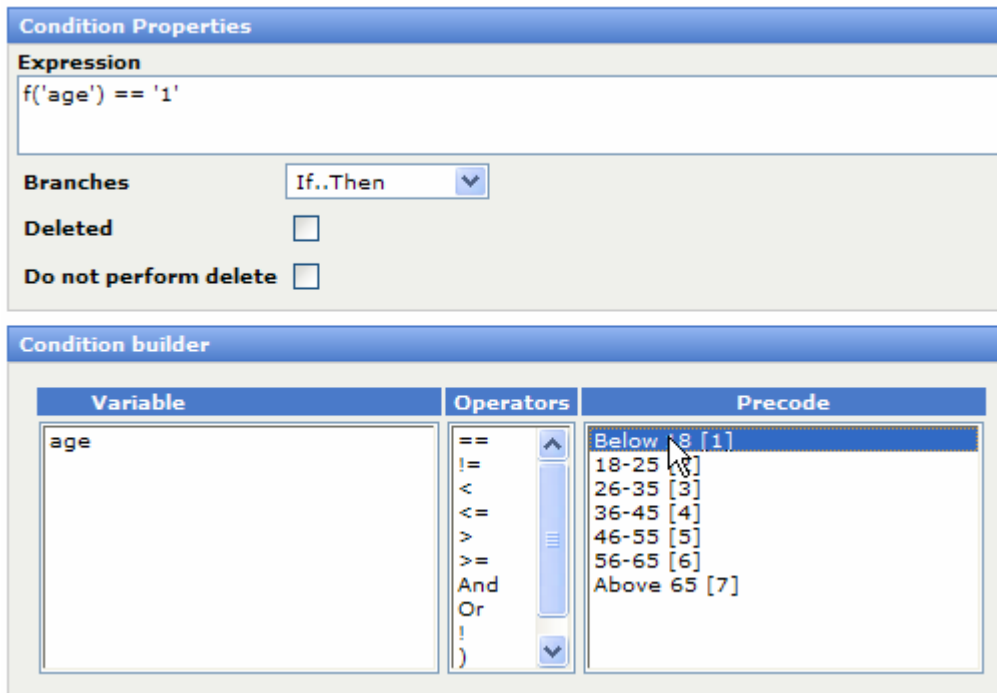 Condition Properties
Expression
f('age') == '1'
Branches If..Then
Deleted
Do not perform delete
Condition builder
Variable Operators Precode
age == Below 18 [1]
!= 18-25
< 26-35 [3]
<= 36-45 [4]
> 46-55 [5]
>= 56-65 [6]
And Above 65 [7]
Or
!
)